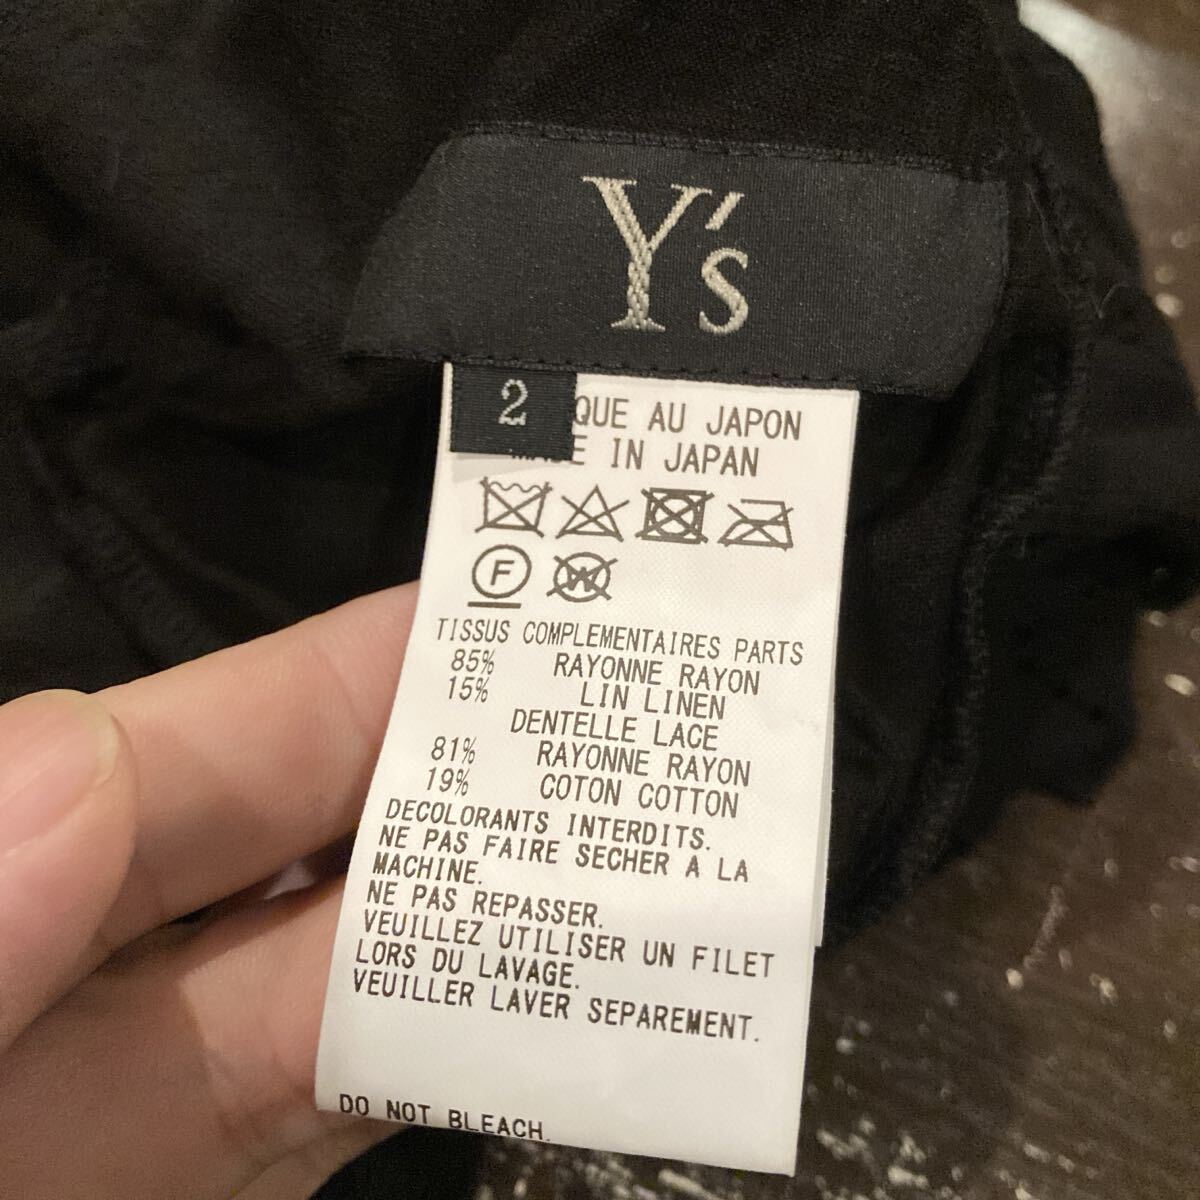 Y's
2
QUE AU JAPON
MADE IN JAPAN
F
W
TISSUS COMPLEMENTAIRES PARTS
85% RAYONNE RAYON
15% LIN LINEN
DENTELLE LACE
81% RAYONNE RAYON
19% COTON COTTON
DECOLORANTS INTERDITS.
NE PAS FAIRE SECHER A LA
MACHINE.
NE PAS REPASSER.
VEUILLEZ UTILISER UN FILET
LORS DU LAVAGE.
VEUILLER LAVER SEPAREMENT.
DO NOT BLEACH.